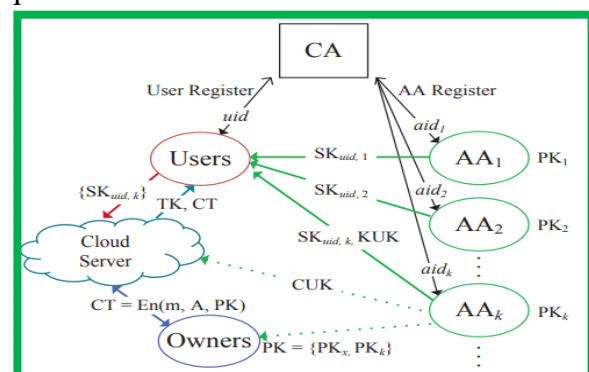 p
CA
User Register
AA Register
uid
aid1
Users
SKuid, 1
AA1
PK1
SKuid, 2
aid2
{SKuid, k}
TK, CT
AA2
PK2
Cloud
Server
SKuid, k, KUK
aidk
CUK
CT = En(m, A, PK)
AAk
PKk
Owners
PK = {PKx, PKk}